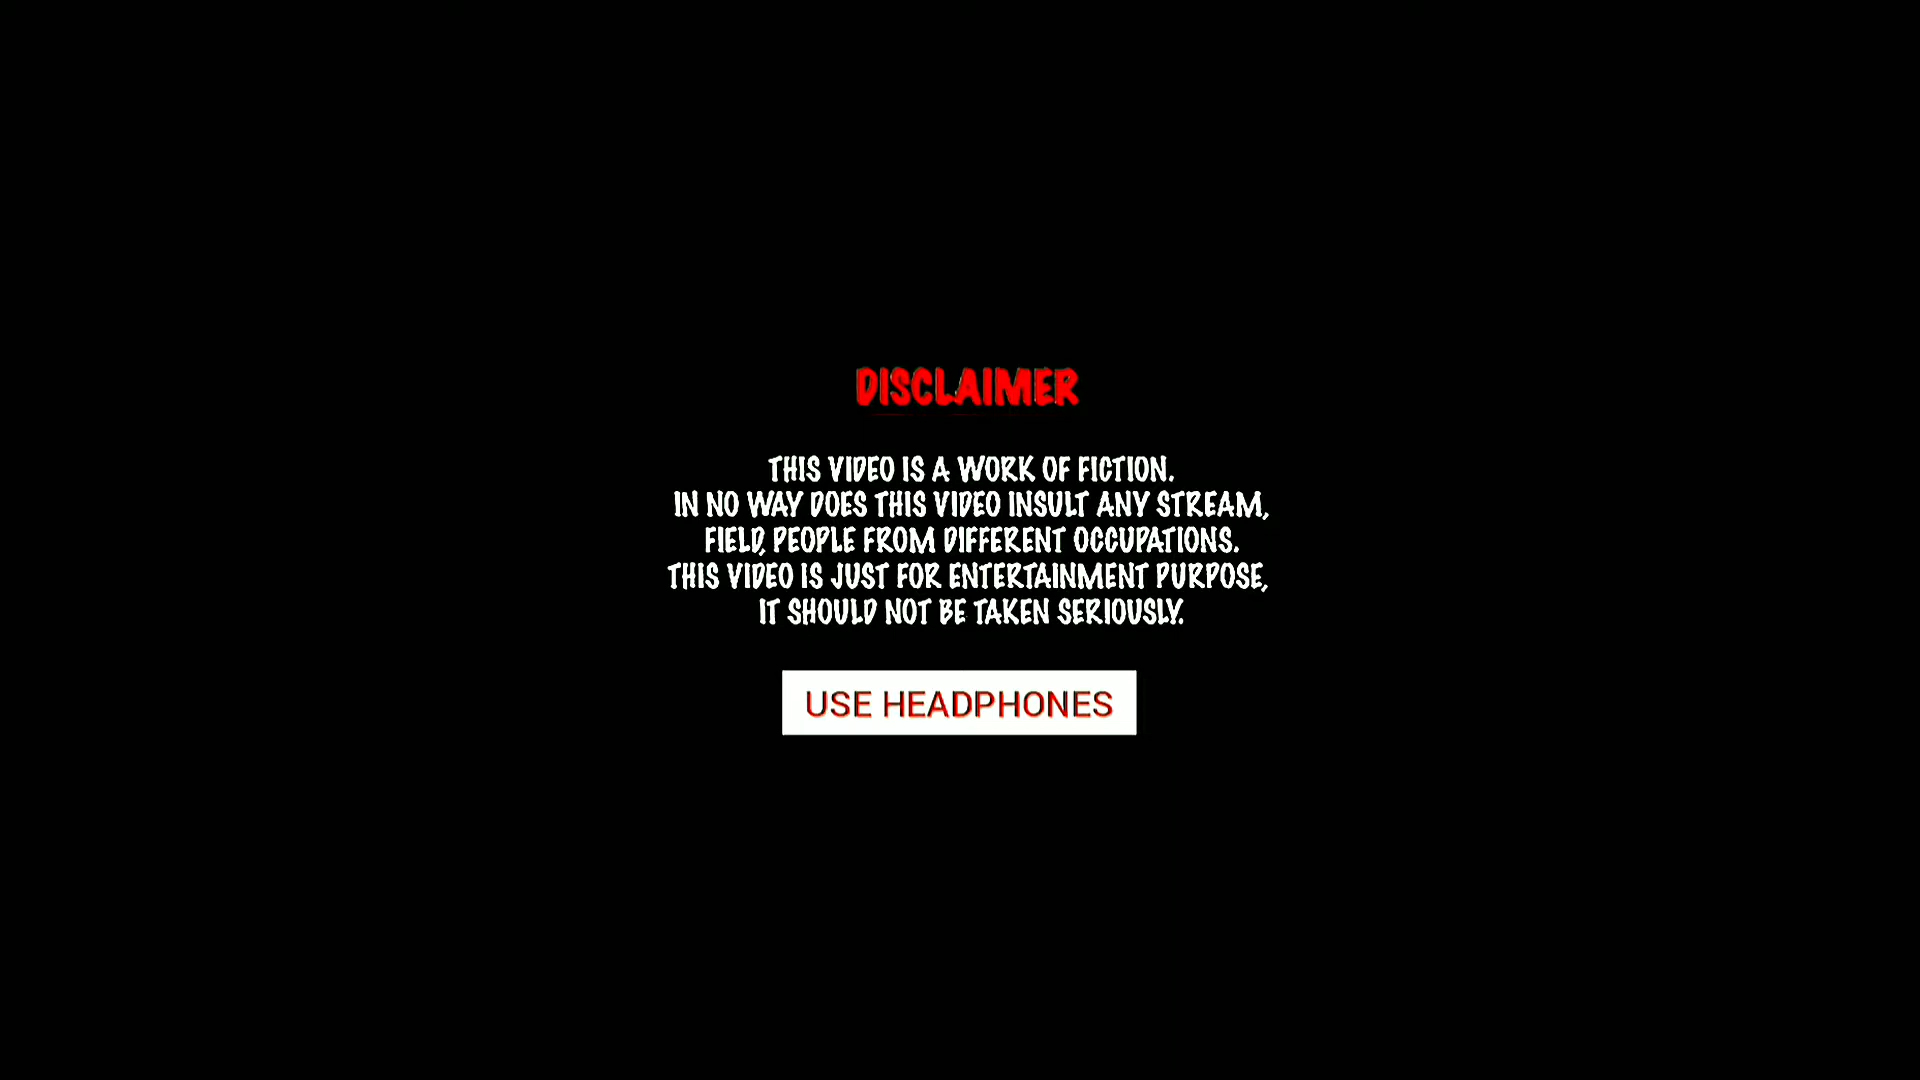 DISCLAIMER
THIS VIDEO IS A WORK OF FICTION.
IN NO WAY DOES THIS VIDEO INSULT ANY STREAM,
FIELD, PEOPLE FROM DIFFERENT OCCUPATIONS.
THIS VIDEO IS JUST FOR ENTERTAINMENT PURPOSE,
IT SHOULD NOT BE TAKEN SERIOUSLY.
USE HEADPHONES